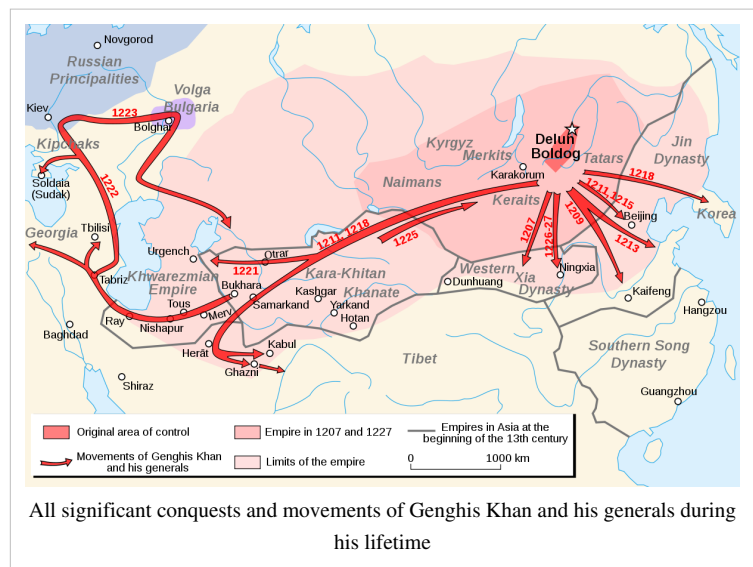 Novgorod
Russian
Principalities
Volga
Bulgaria
Kiev
1223
Bolghar
Kipchaks
Soldaïa
(Sudak)
1222
Georgia
Tbilisi
Tabriz
Urgench
Khwarezmian
Empire
Otrar
1221
Bukhara
Samarkand
Tous
Merv
Ray
Nishapur
Baghdad
Shiraz
Herât
Kabul
Ghazni
Kara-Khitan
Khanate
Kashgar
Yarkand
Hotan
1211, 1218
1225
Naimans
Kyrgyz
Merkits
Karakorum
Keraits
Delun
Boldog
Tatars
Jin
Dynasty
1218
1211,1215
Beijing
Korea
1209
1213
1207
1226-27
Western
Xia
Dynasty
Dunhuang
Ningxia
Kaifeng
Hangzou
Tibet
Southern Song
Dynasty
Guangzhou
Original area of control
Empire in 1207 and 1227
Empires in Asia at the
beginning of the 13th century
Movements of Genghis Khan
and his generals
Limits of the empire
0 1000 km
All significant conquests and movements of Genghis Khan and his generals during
his lifetime